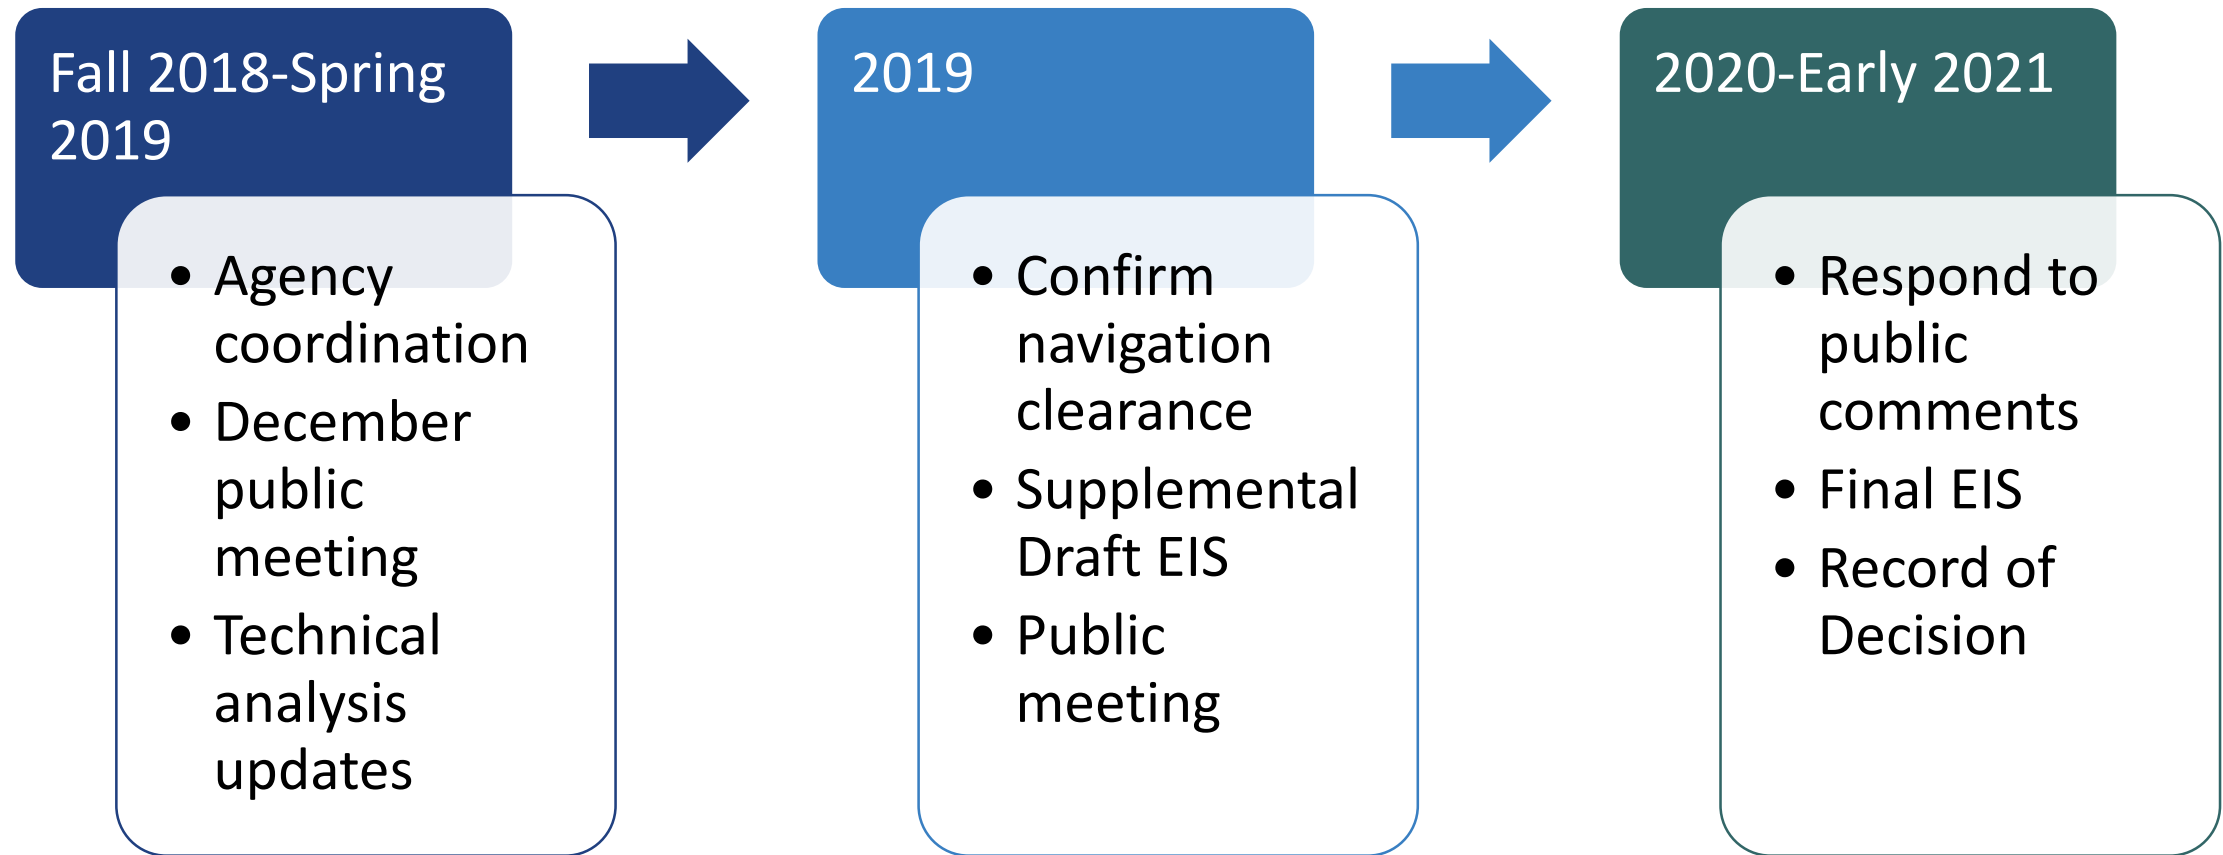 Fall 2018-Spring
2019
• Agency
coordination
• December
public
meeting
• Technical
analysis
updates
2019
• Confirm
navigation
clearance
• Supplemental
Draft EIS
• Public
meeting
2020-Early 2021
• Respond to
public
comments
• Final EIS
• Record of
Decision